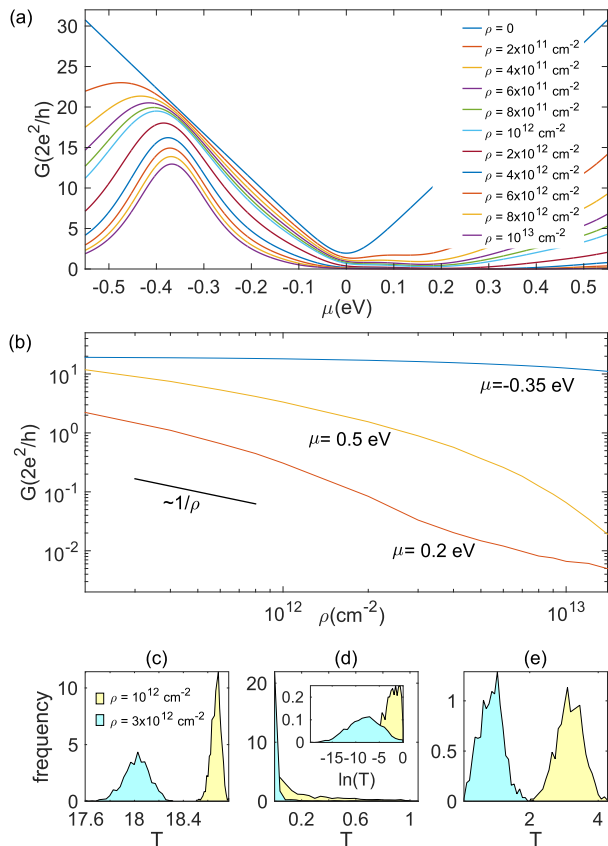 (a)
30
25
20
15
10
5
0
G(2e²/h)
-0.5 -0.4 -0.3 -0.2 -0.1 0 0.1 0.2 0.3 0.4 0.5
μ(eV)
ρ = 0
ρ = 2x10¹¹ cm⁻²
ρ = 4x10¹¹ cm⁻²
ρ = 6x10¹¹ cm⁻²
ρ = 8x10¹¹ cm⁻²
ρ = 10¹² cm⁻²
ρ = 2x10¹² cm⁻²
ρ = 4x10¹² cm⁻²
ρ = 6x10¹² cm⁻²
ρ = 8x10¹² cm⁻²
ρ = 10¹³ cm⁻²
(b)
10¹
10⁰
10⁻¹
10⁻²
G(2e²/h)
μ=-0.35 eV
μ= 0.5 eV
~1/ρ
μ= 0.2 eV
10¹² 10¹³
ρ(cm⁻²)
(c) (d) (e)
frequency
10
5
0
ρ = 10¹² cm⁻²
ρ = 3x10¹² cm⁻²
17.6 18 18.4
T
20
10
0
0.2
0.1
0
-15 -10 -5 0
ln(T)
0 0.5 1
T
1
0.5
0
2 4
T